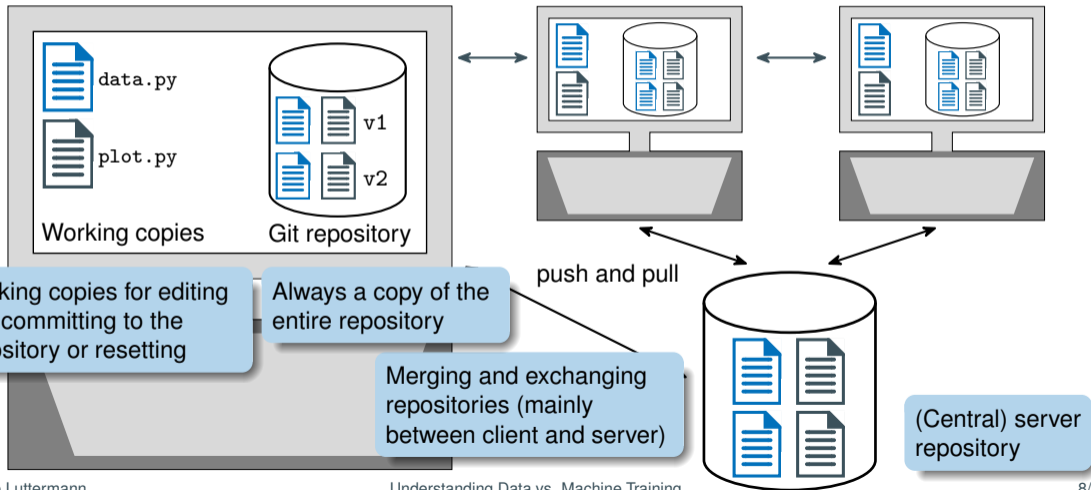 data.py
v1
plot.py
v2
Working copies
Git repository
push and pull
king copies for editing
committing to the
ository or resetting
Always a copy of the
entire repository
Merging and exchanging
repositories (mainly
between client and server)
(Central) server
repository
Luttermann
Understanding Data vs. Machine Training
8/